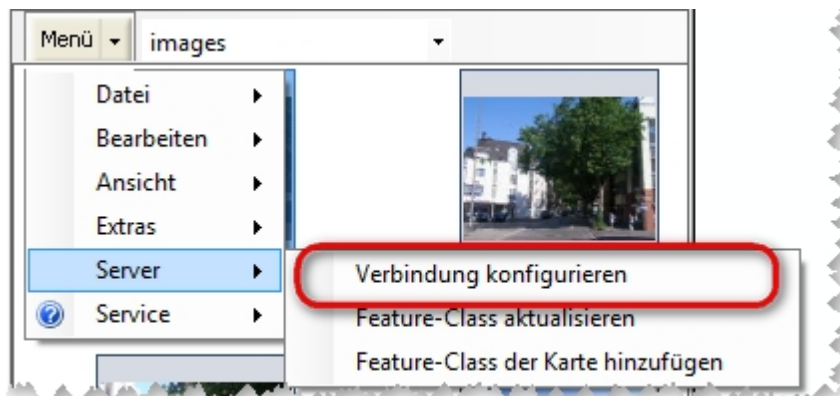 Menü images
Datei
Bearbeiten
Ansicht
Extras
Server
Service
Verbindung konfigurieren
Feature-Class aktualisieren
Feature-Class der Karte hinzufügen